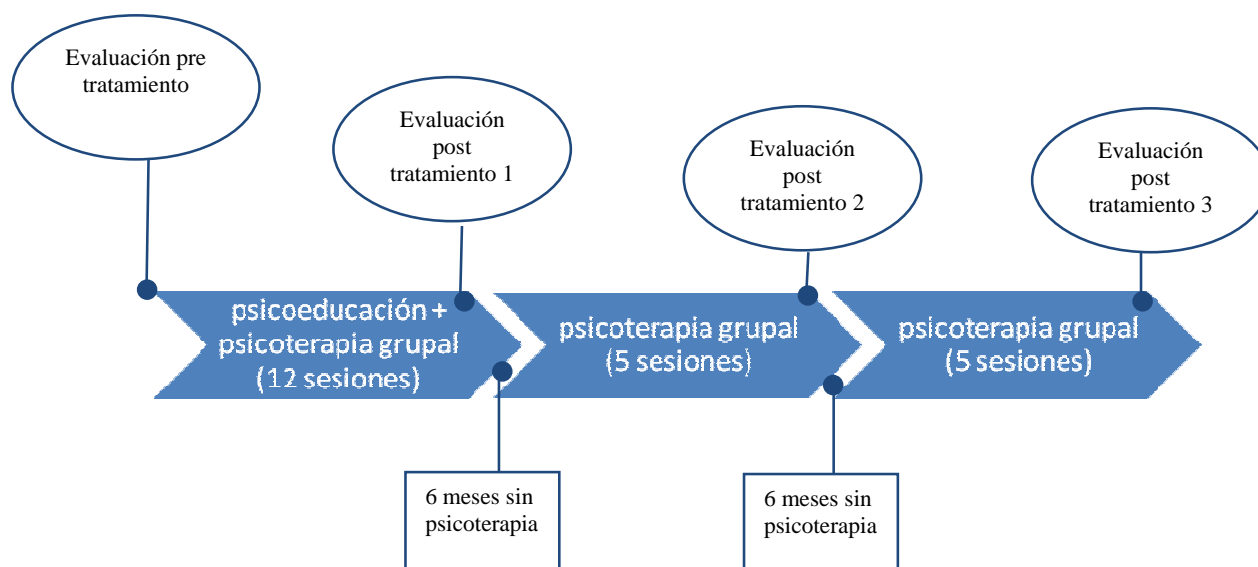 Evaluación pre
tratamiento
Evaluación
post
tratamiento 1
Evaluación
post
tratamiento 2
Evaluación
post
tratamiento 3
psicoeducación +
psicoterapia grupal
(12 sesiones)
psicoterapia grupal
(5 sesiones)
psicoterapia grupal
(5 sesiones)
6 meses sin
psicoterapia
6 meses sin
psicoterapia